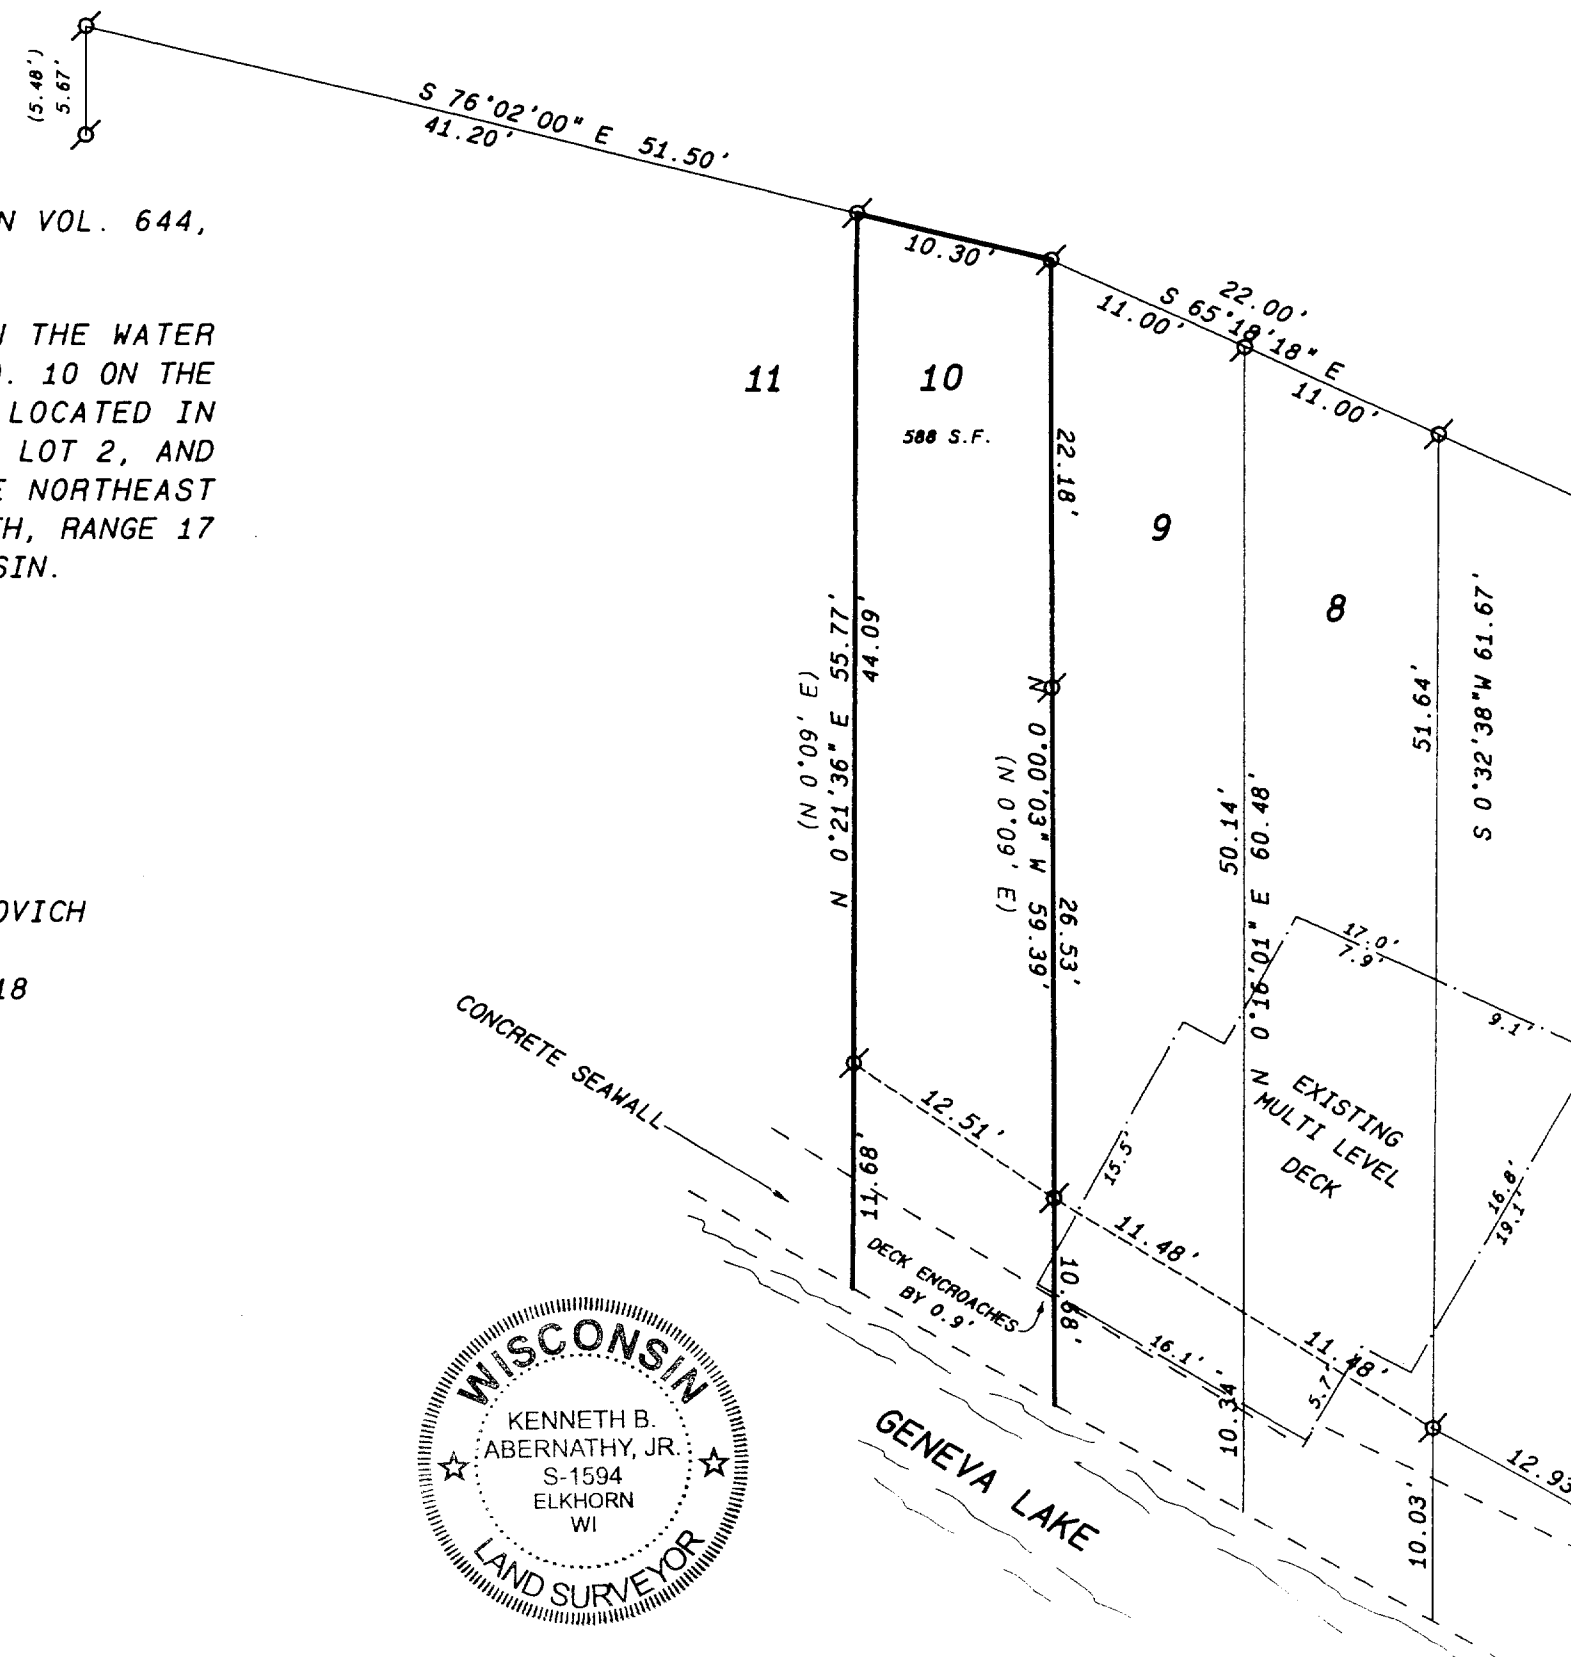 (5.48')
5.67'
S 76°02'00" E 51.50'
41.20'
N VOL. 644,
THE WATER
. 10 ON THE
LOCATED IN
LOT 2, AND
NORTHEAST
TH, RANGE 17
SIN.
OVICH
18
10.30'
22.00'
S 65°18'18" E
11.00'
11.00'
11
10
588 S.F.
9
8
22.18'
N 0°21'36" E 55.77'
44.09'
(N 0°09' E)
N 0°00'03" W 59.39'
(N 0°09' E)
26.53'
50.14'
N 0°16'01" E 60.48'
51.64'
S 0°32'38"W 61.67'
17.0'
7.9'
9.1'
EXISTING
MULTI LEVEL
DECK
15.5'
16.8'
19.1'
CONCRETE SEAWALL
12.51'
11.68'
11.48'
DECK ENCROACHES
BY 0.9'
10.68'
16.1'
11.48'
5.7'
10.34'
12.93
10.03'
GENEVA LAKE
WISCONSIN
KENNETH B.
ABERNATHY, JR.
S-1594
ELKHORN
WI
LAND SURVEYOR